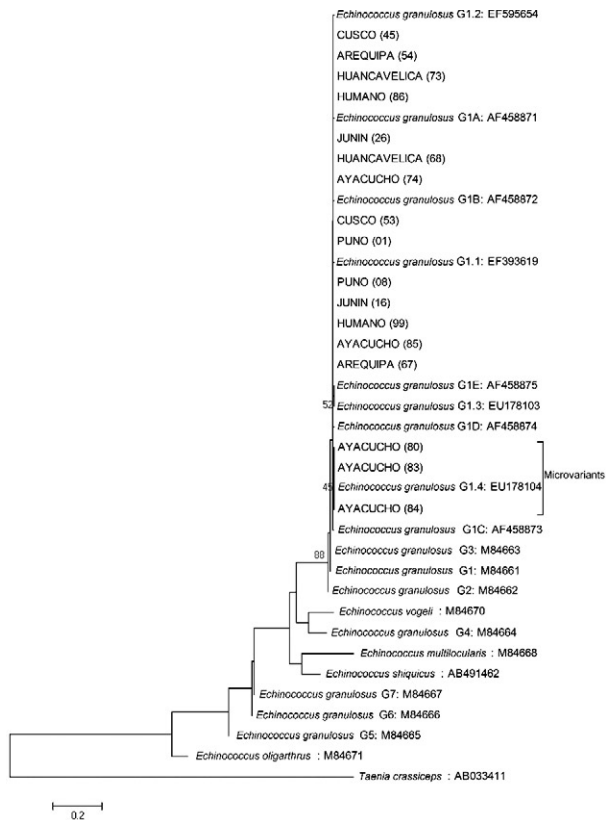 Echinococcus granulosus G1.2: EF595654
CUSCO (45)
AREQUIPA (54)
HUANCAVELICA (73)
HUMANO (86)
Echinococcus granulosus G1A: AF458871
JUNIN (26)
HUANCAVELICA (68)
AYACUCHO (74)
Echinococcus granulosus G1B: AF458872
CUSCO (53)
PUNO (01)
Echinococcus granulosus G1.1: EF393619
PUNO (08)
JUNIN (16)
HUMANO (99)
AYACUCHO (85)
AREQUIPA (67)
Echinococcus granulosus G1E: AF458875
52 Echinococcus granulosus G1.3: EU178103
Echinococcus granulosus G1D: AF458874
AYACUCHO (80)
AYACUCHO (83)
Microvariants
45 Echinococcus granulosus G1.4: EU178104
AYACUCHO (84)
Echinococcus granulosus G1C: AF458873
88 Echinococcus granulosus G3: M84663
Echinococcus granulosus G1: M84661
Echinococcus granulosus G2: M84662
Echinococcus vogeli : M84670
Echinococcus granulosus G4: M84664
Echinococcus multilocularis : M84668
Echinococcus shiquicus : AB491462
Echinococcus granulosus G7: M84667
Echinococcus granulosus G6: M84666
Echinococcus granulosus G5: M84665
Echinococcus oligarthrus : M84671
Taenia crassiceps : AB033411
0.2